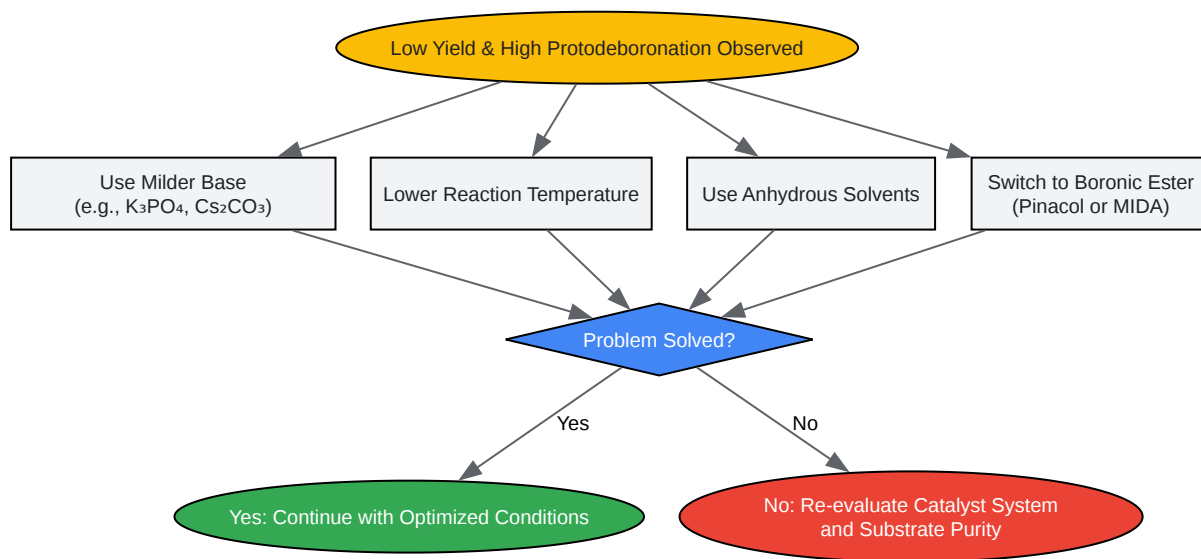 Low Yield & High Protodeboronation Observed
Use Milder Base
(e.g., K₃PO₄, Cs₂CO₃)
Lower Reaction Temperature
Use Anhydrous Solvents
Switch to Boronic Ester
(Pinacol or MIDA)
Problem Solved?
Yes
No
Yes: Continue with Optimized Conditions
No: Re-evaluate Catalyst System
and Substrate Purity